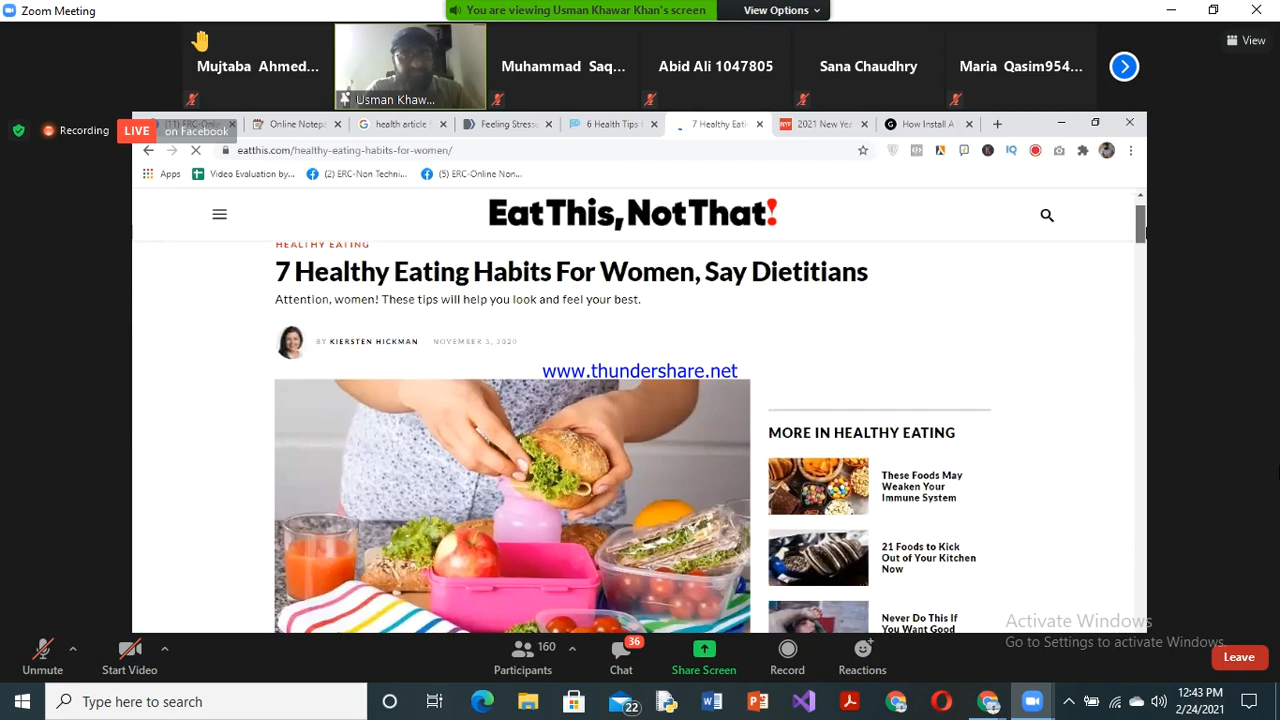 Zoom Meeting
You are viewing Usman Khawar Khan's screen
View Options
Mujtaba Ahmed...
Usman Khaw...
Muhammad Saq...
Abid Ali 1047805
Sana Chaudhry
Maria Qasim954...
View
Recording
LIVE
on Facebook
Online Notep
health article
Feeling Stresse
6 Health Tips
7 Healthy Eati
2021 New Yea
How Install A
eatthis.com/healthy-eating-habits-for-women/
Apps
Video Evaluation by...
(2) ERC-Non Techni...
(5) ERC-Online Non...
Eat This, Not That!
HEALTHY EATING
7 Healthy Eating Habits For Women, Say Dietitians
Attention, women! These tips will help you look and feel your best.
BY KIERSTEN HICKMAN
NOVEMBER 3, 2020
www.thundershare.net
MORE IN HEALTHY EATING
These Foods May
Weaken Your
Immune System
21 Foods to Kick
Out of Your Kitchen
Now
Never Do This If
You Want Good
Activate Windows
Go to Settings to activate Windows.
Unmute
Start Video
160
Participants
36
Chat
Share Screen
Record
Reactions
Leave
Type here to search
22
12:43 PM
2/24/2021